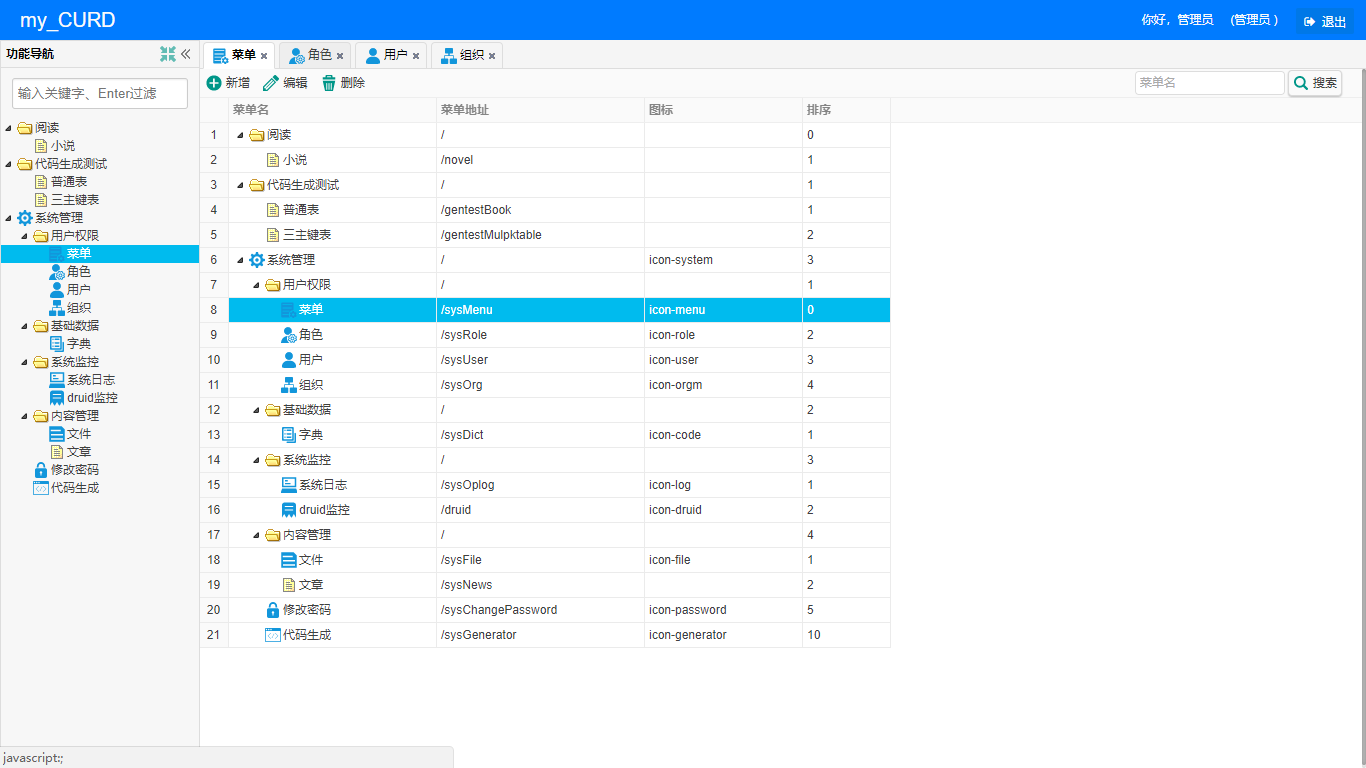 my_CURD
你好，管理员 (管理员 ) 退出
功能导航
输入关键字、Enter过滤
阅读
小说
代码生成测试
普通表
三主键表
系统管理
用户权限
菜单
角色
用户
组织
基础数据
字典
系统监控
系统日志
druid监控
内容管理
文件
文章
修改密码
代码生成
菜单 角色 用户 组织
新增 编辑 删除 菜单名 搜索
菜单名 菜单地址 图标 排序
1 阅读 / 0
2 小说 /novel 1
3 代码生成测试 / 1
4 普通表 /gentestBook 1
5 三主键表 /gentestMulpktable 2
6 系统管理 / icon-system 3
7 用户权限 / 1
8 菜单 /sysMenu icon-menu 0
9 角色 /sysRole icon-role 2
10 用户 /sysUser icon-user 3
11 组织 /sysOrg icon-orgm 4
12 基础数据 / 2
13 字典 /sysDict icon-code 1
14 系统监控 / 3
15 系统日志 /sysOplog icon-log 1
16 druid监控 /druid icon-druid 2
17 内容管理 / 4
18 文件 /sysFile icon-file 1
19 文章 /sysNews 2
20 修改密码 /sysChangePassword icon-password 5
21 代码生成 /sysGenerator icon-generator 10
javascript:;